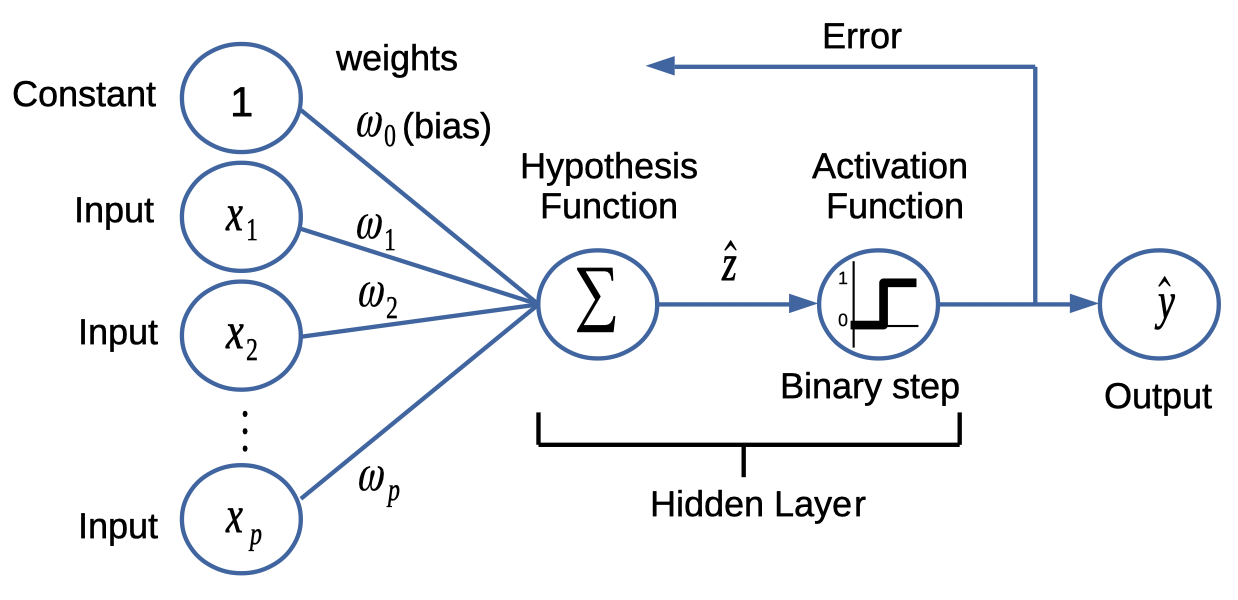 Error
weights
Constant
1
ω0 (bias)
Hypothesis
Function
Activation
Function
Input
x1
ω1
ẑ
ω2
1
0
ŷ
Input
x2
Binary step
Output
⋮
ωp
Hidden Layer
Input
xp